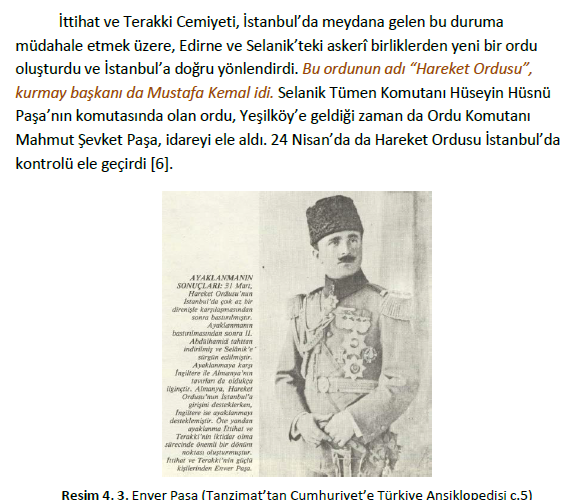 İttihat ve Terakki Cemiyeti, İstanbul’da meydana gelen bu duruma
müdahale etmek üzere, Edirne ve Selanik’teki askerî birliklerden yeni bir ordu
oluşturdu ve İstanbul’a doğru yönlendirdi. Bu ordunun adı “Hareket Ordusu”,
kurmay başkanı da Mustafa Kemal idi. Selanik Tümen Komutanı Hüseyin Hüsnü
Paşa’nın komutasında olan ordu, Yeşilköy’e geldiği zaman da Ordu Komutanı
Mahmut Şevket Paşa, idareyi ele aldı. 24 Nisan’da da Hareket Ordusu İstanbul’da
kontrolü ele geçirdi [6].
AYAKLANMANIN
SONUÇLARI: 31 Mart,
Hareket Ordusu'nun
İstanbul'da çok az bir
direnişle karşılaşmasından
sonra bastırılmıştır.
Ayaklanmanın
bastırılmasından sonra II.
Abdülhamid tahttan
indirilmiş ve Selânik'e
sürgün edilmiştir.
Ayaklanmaya karşı
İngiltere ile Almanya'nın
tavırları da oldukça
ilginçtir. Almanya, Hareket
Ordusu'nun İstanbul'a
girişini desteklerken,
İngiltere ise ayaklanmayı
desteklemiştir. Öte yandan
ayaklanma İttihat ve
Terakki'nin iktidar olma
sürecinde önemli bir dönüm
noktası oluşturmuştur.
İttihat ve Terakki'nin güçlü
kişilerinden Enver Paşa.
Resim 4. 3. Enver Paşa (Tanzimat’tan Cumhuriyet’e Türkiye Ansiklopedisi c.5)